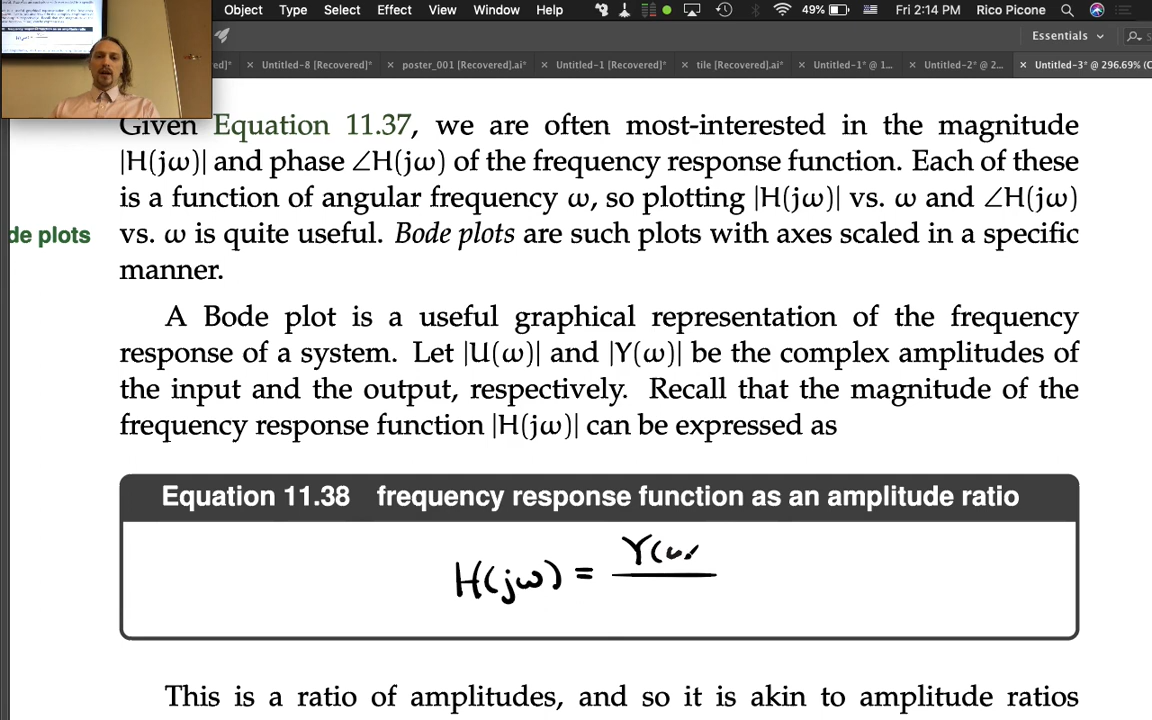 Object Type Select Effect View Window Help 49% Fri 2:14 PM Rico Picone
Essentials
ed]* × Untitled-8 [Recovered]* × poster_001 [Recovered].ai* × Untitled-1 [Recovered]* × tile [Recovered].ai* × Untitled-1* @ 1... × Untitled-2* @ 2... × Untitled-3* @ 296.69% (C
Given Equation 11.37, we are often most-interested in the magnitude
|H(jω)| and phase ∠H(jω) of the frequency response function. Each of these
is a function of angular frequency ω, so plotting |H(jω)| vs. ω and ∠H(jω)
de plots vs. ω is quite useful. Bode plots are such plots with axes scaled in a specific
manner.
A Bode plot is a useful graphical representation of the frequency
response of a system. Let |U(ω)| and |Y(ω)| be the complex amplitudes of
the input and the output, respectively. Recall that the magnitude of the
frequency response function |H(jω)| can be expressed as
Equation 11.38 frequency response function as an amplitude ratio
Y(ω
H(jω) =
This is a ratio of amplitudes, and so it is akin to amplitude ratios